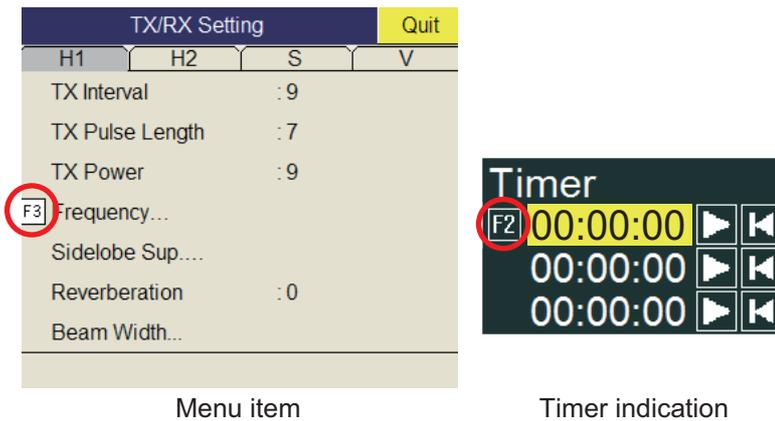 TX/RX Setting Quit
H1 H2 S V
TX Interval : 9
TX Pulse Length : 7
TX Power : 9
F3 Frequency...
Sidelobe Sup....
Reverberation : 0
Beam Width...
Menu item
Timer
F2 00:00:00
00:00:00
00:00:00
Timer indication